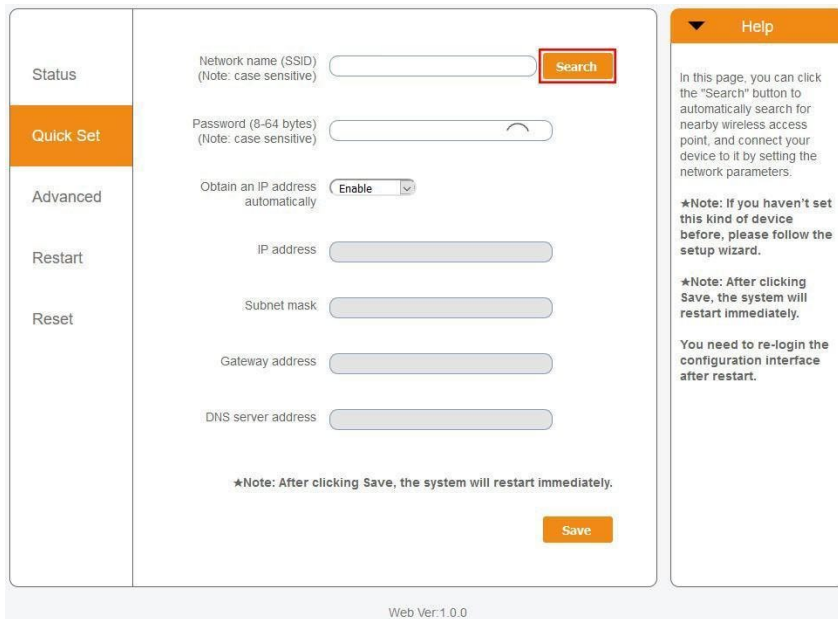 Status
Quick Set
Advanced
Restart
Reset
Network name (SSID)
(Note: case sensitive)
Search
Password (8-64 bytes)
(Note: case sensitive)
Obtain an IP address
automatically
Enable
IP address
Subnet mask
Gateway address
DNS server address
★Note: After clicking Save, the system will restart immediately.
Save
Help
In this page, you can click
the "Search" button to
automatically search for
nearby wireless access
point, and connect your
device to it by setting the
network parameters.
★Note: If you haven't set
this kind of device
before, please follow the
setup wizard.
★Note: After clicking
Save, the system will
restart immediately.
You need to re-login the
configuration interface
after restart.
Web Ver:1.0.0